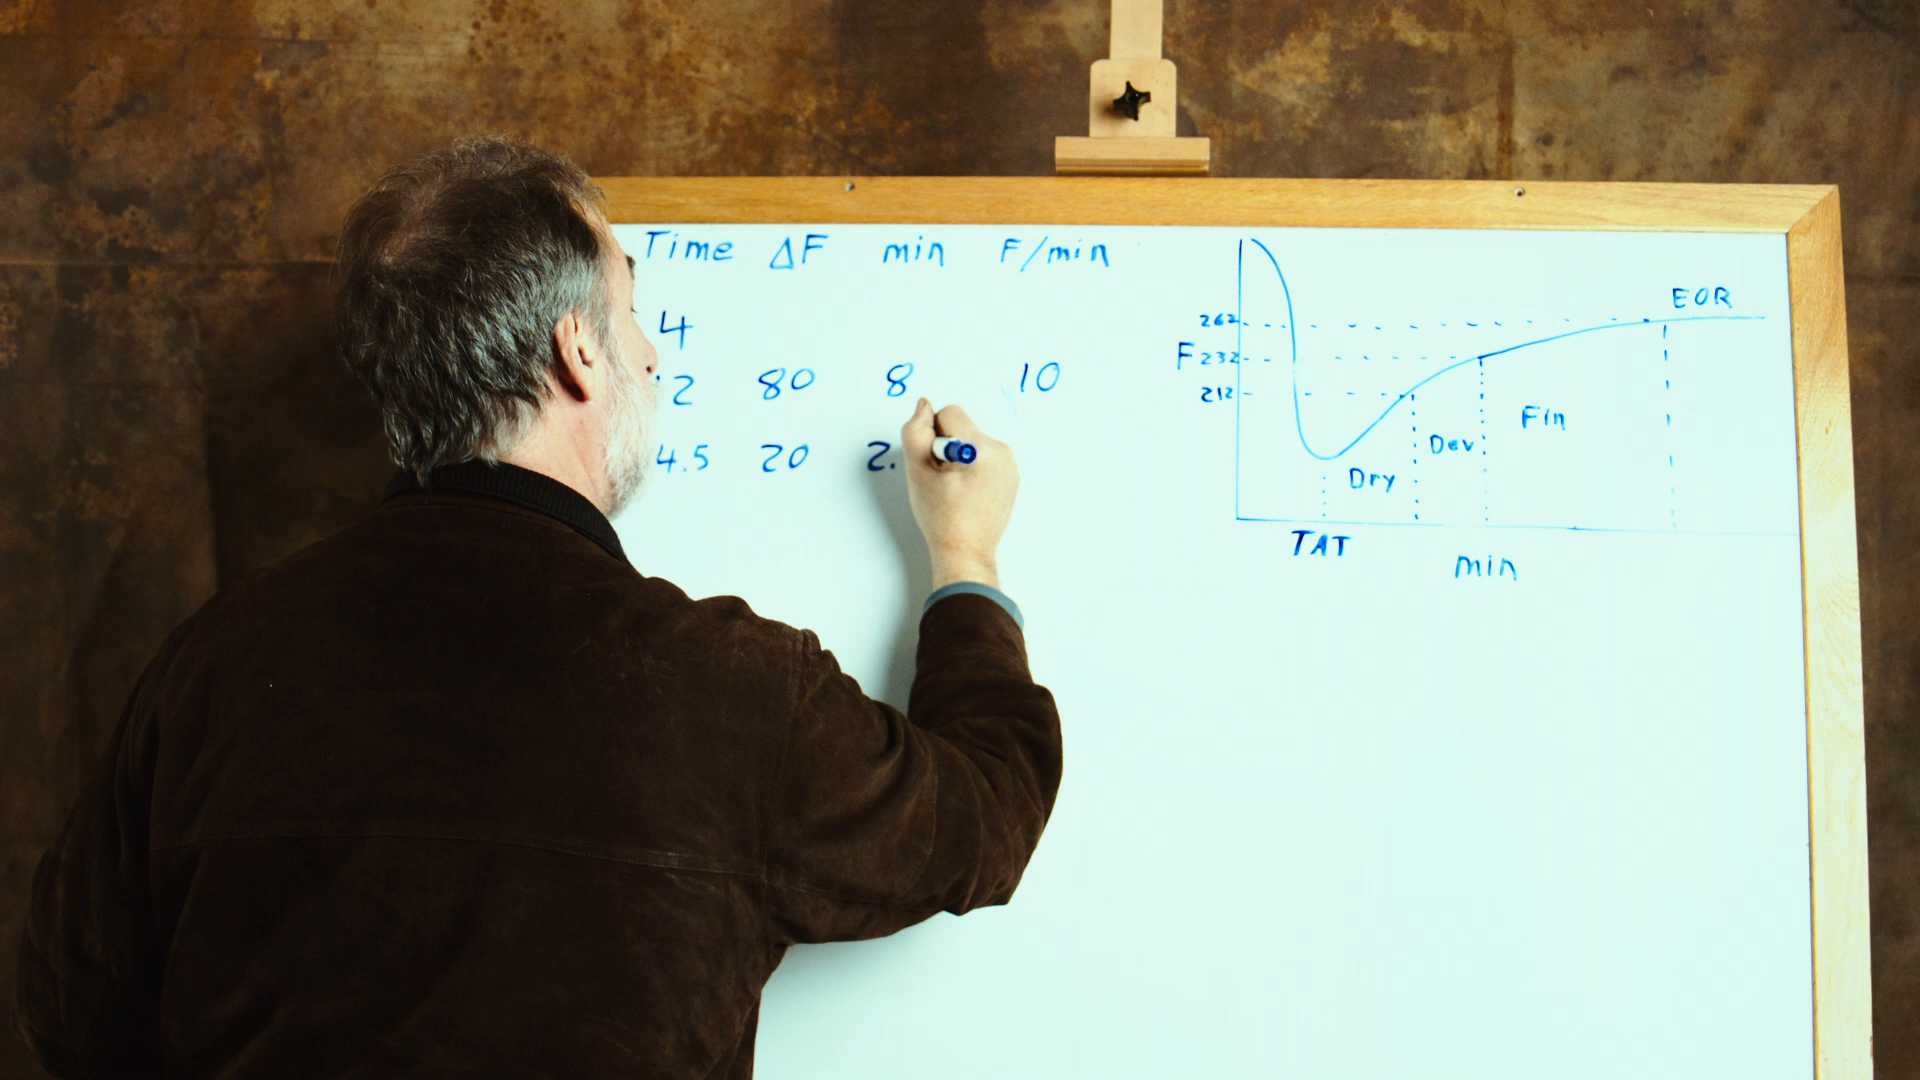 Time ΔF min F/min
4
2 80 8 10
4.5 20 2.
EOR
262
F 232
212
Fin
Dev
Dry
TAT
min